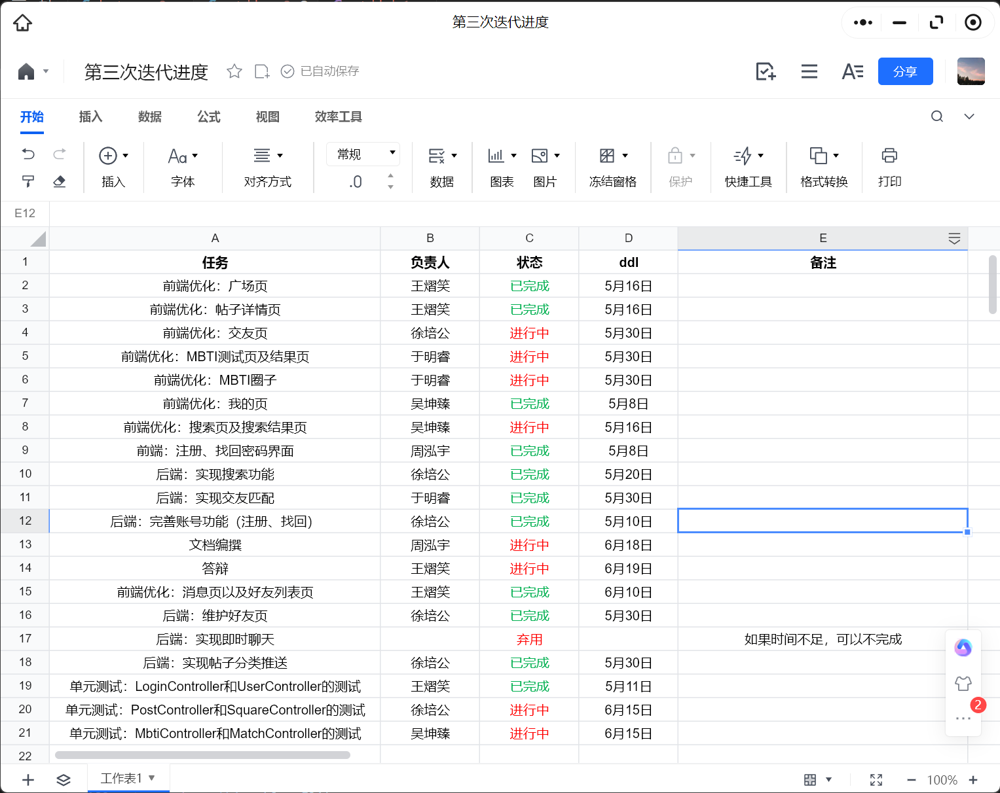 第三次迭代进度
第三次迭代进度 已自动保存 分享
开始 插入 数据 公式 视图 效率工具
Aa 常规
.0
插入 字体 对齐方式 数据 图表 图片 冻结窗格 保护 快捷工具 格式转换 打印
E12
A B C D E
1 任务 负责人 状态 ddl 备注
2 前端优化：广场页 王熠笑 已完成 5月16日
3 前端优化：帖子详情页 王熠笑 已完成 5月16日
4 前端优化：交友页 徐培公 进行中 5月30日
5 前端优化：MBTI测试页及结果页 于明睿 进行中 5月30日
6 前端优化：MBTI圈子 于明睿 进行中 5月30日
7 前端优化：我的页 吴坤臻 已完成 5月8日
8 前端优化：搜索页及搜索结果页 吴坤臻 进行中 5月16日
9 前端：注册、找回密码界面 周泓宇 已完成 5月8日
10 后端：实现搜索功能 徐培公 已完成 5月20日
11 后端：实现交友匹配 于明睿 已完成 5月30日
12 后端：完善账号功能（注册、找回） 徐培公 已完成 5月10日
13 文档编撰 周泓宇 进行中 6月18日
14 答辩 王熠笑 进行中 6月19日
15 前端优化：消息页以及好友列表页 王熠笑 已完成 6月10日
16 后端：维护好友页 徐培公 已完成 5月30日
17 后端：实现即时聊天 弃用 如果时间不足，可以不完成
18 后端：实现帖子分类推送 徐培公 已完成 5月30日
19 单元测试：LoginController和UserController的测试 王熠笑 已完成 5月11日
20 单元测试：PostController和SquareController的测试 徐培公 进行中 6月15日
2
21 单元测试：MbtiController和MatchController的测试 吴坤臻 进行中 6月15日
22
工作表1 100%